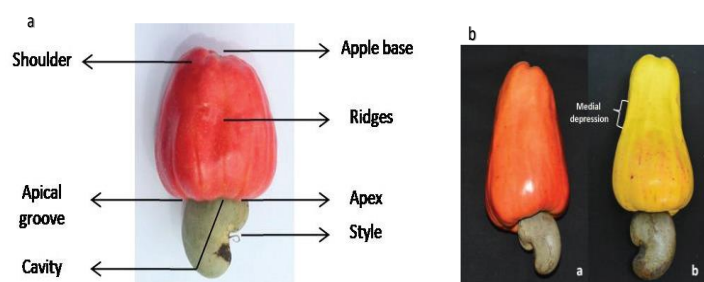 a
Shoulder
Apple base
Ridges
Apical
groove
Apex
Style
Cavity
b
Medial
depression
a
b